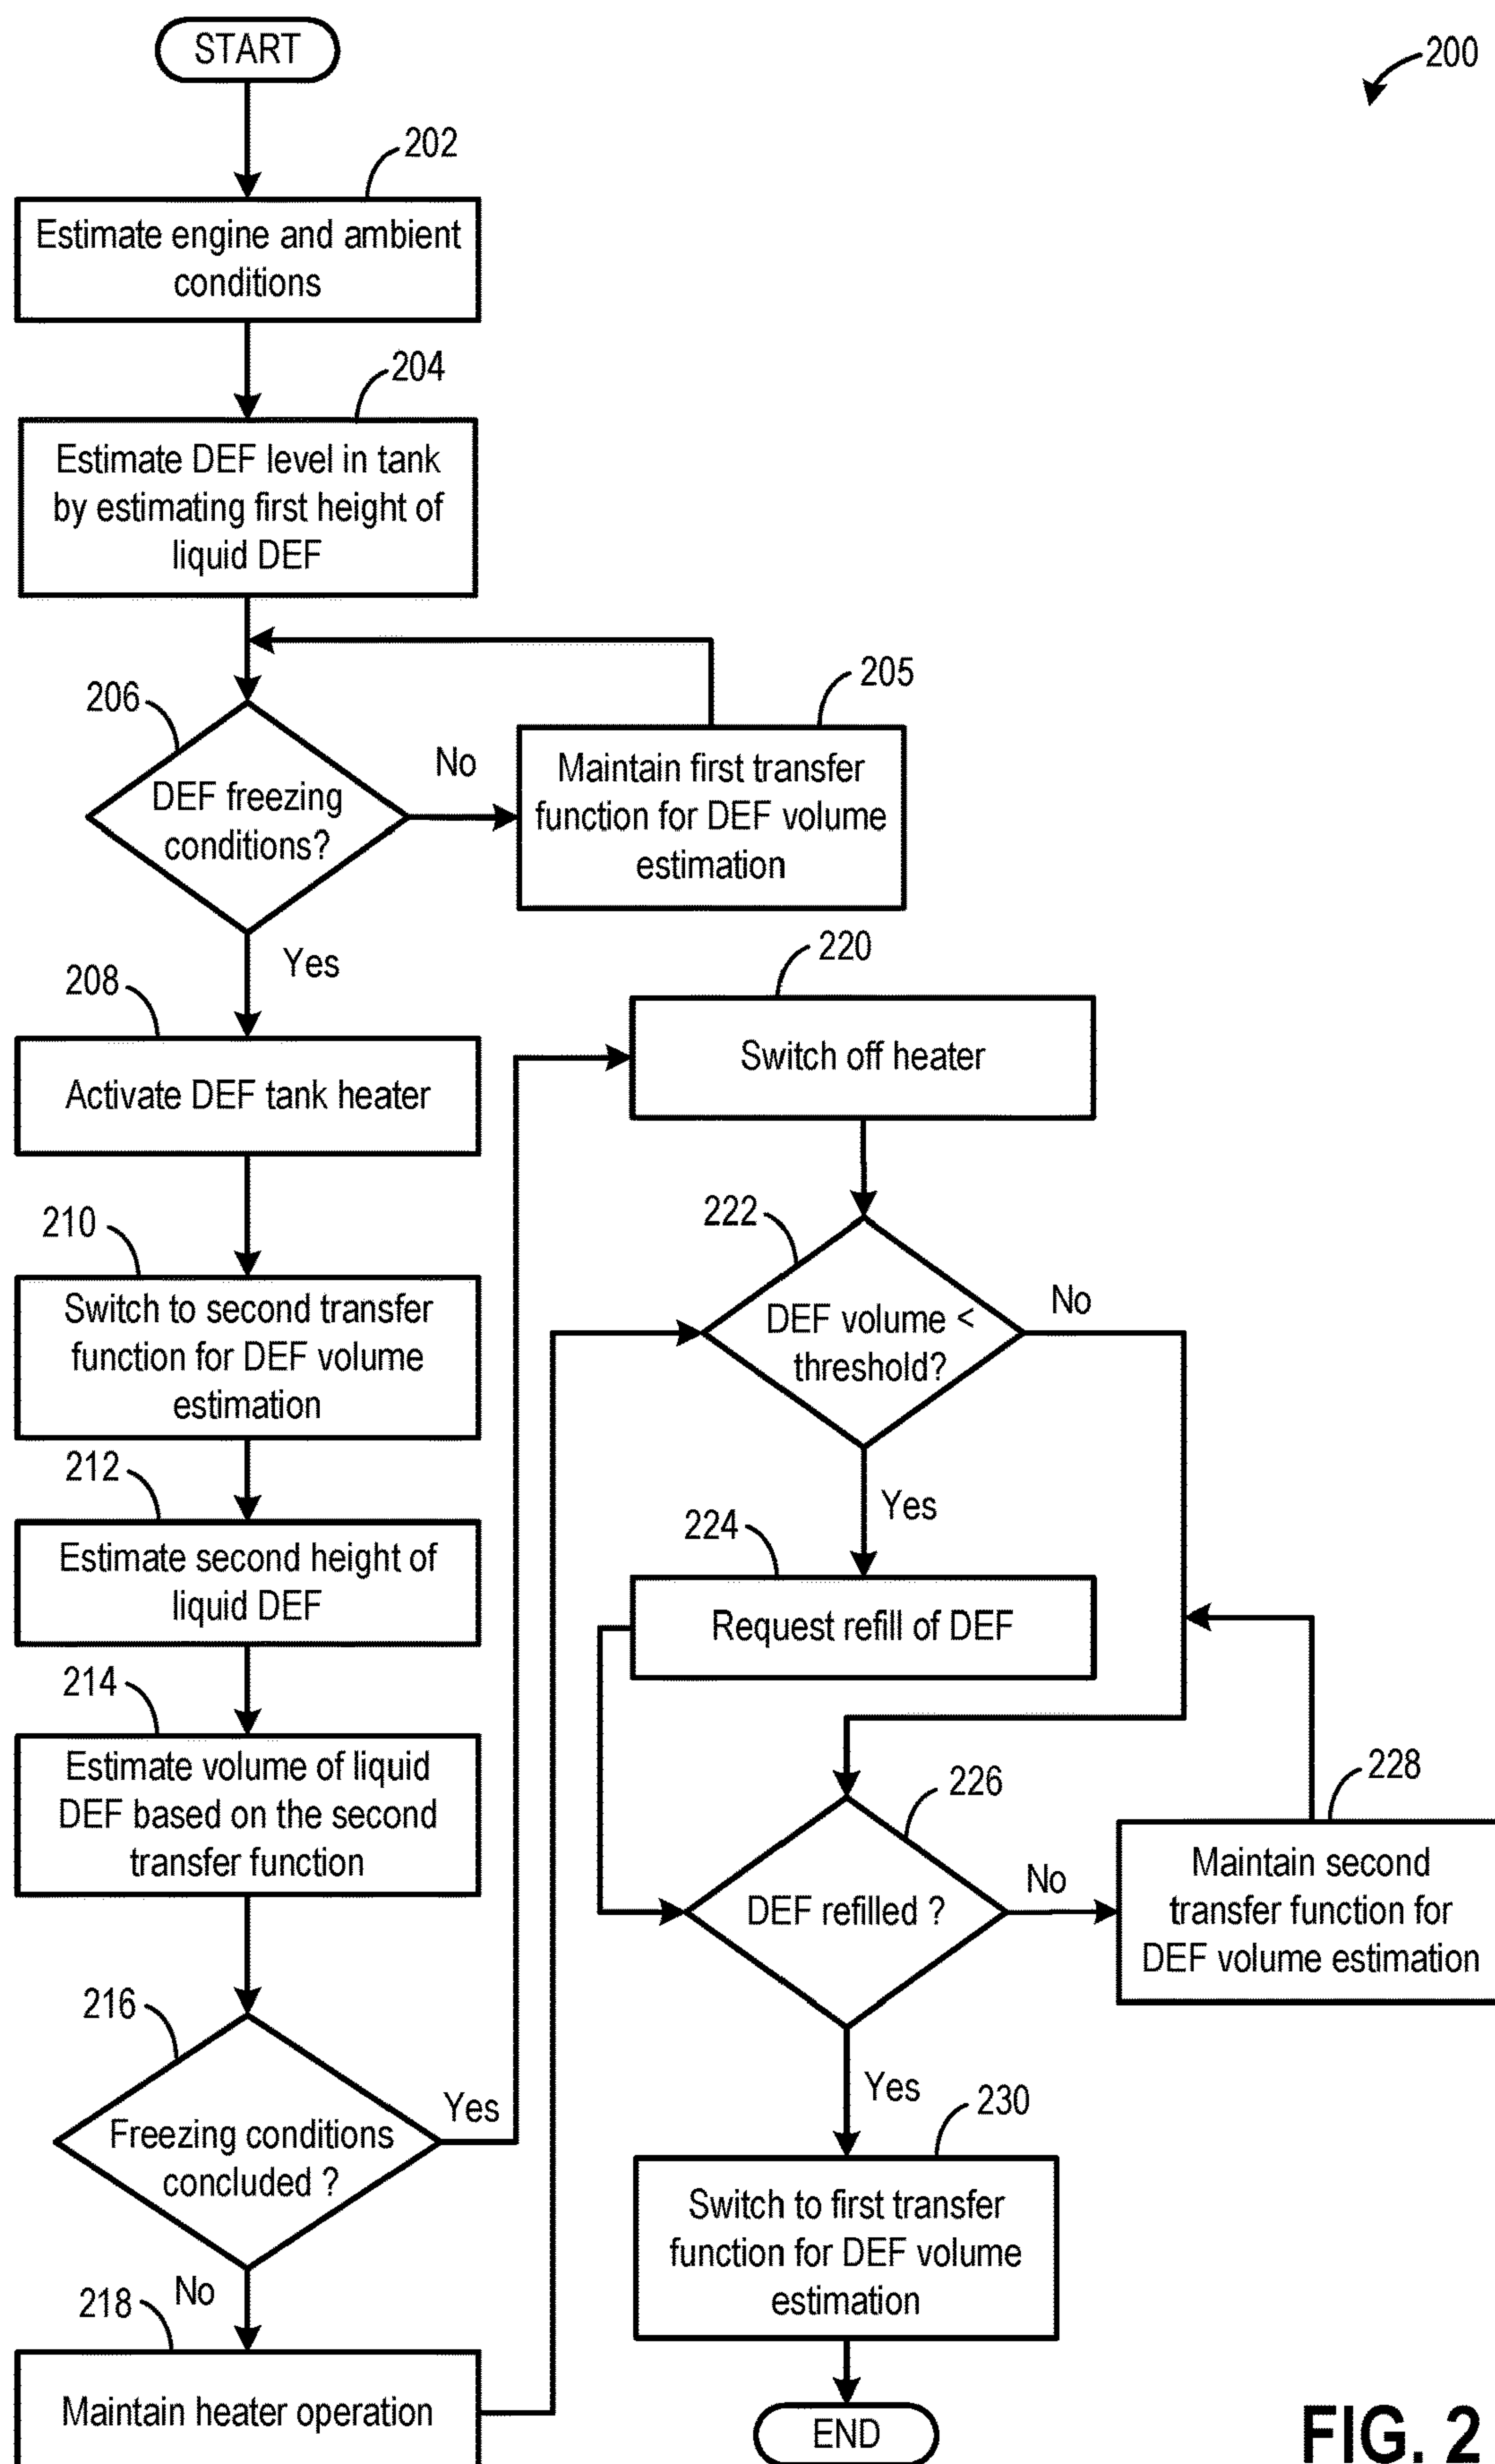 START
200
202
Estimate engine and ambient
conditions
204
Estimate DEF level in tank
by estimating first height of
liquid DEF
206
DEF freezing
conditions?
No
205
Maintain first transfer
function for DEF volume
estimation
Yes
208
Activate DEF tank heater
210
Switch to second transfer
function for DEF volume
estimation
212
Estimate second height of
liquid DEF
214
Estimate volume of liquid
DEF based on the second
transfer function
216
Freezing conditions
concluded ?
Yes
No
218
Maintain heater operation
220
Switch off heater
222
DEF volume <
threshold?
No
Yes
224
Request refill of DEF
226
DEF refilled ?
No
228
Maintain second
transfer function for
DEF volume estimation
Yes
230
Switch to first transfer
function for DEF volume
estimation
END
FIG. 2